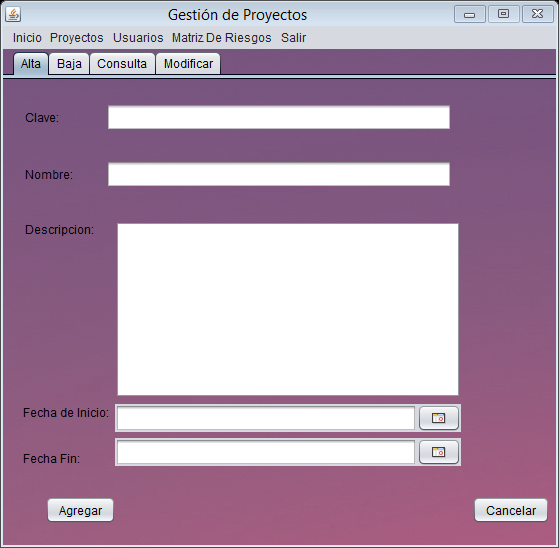 Gestión de Proyectos
Inicio Proyectos Usuarios Matriz De Riesgos Salir
Alta Baja Consulta Modificar
Clave:
Nombre:
Descripcion:
Fecha de Inicio:
Fecha Fin:
Agregar Cancelar